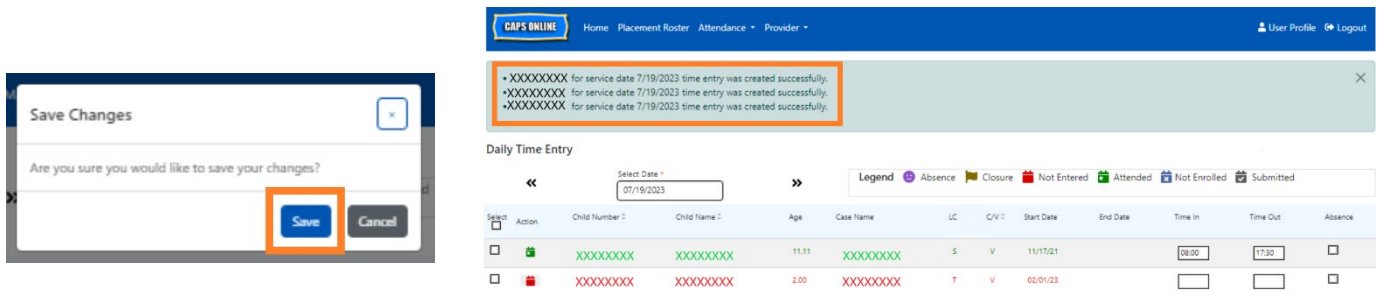 Save Changes
×
Are you sure you would like to save your changes?
Save Cancel
CAPS ONLINE Home Placement Roster Attendance Provider User Profile Logout
• XXXXXXXX for service date 7/19/2023 time entry was created successfully. ×
•XXXXXXXX for service date 7/19/2023 time entry was created successfully.
•XXXXXXXX for service date 7/19/2023 time entry was created successfully.
Daily Time Entry
« Select Date * » Legend Absence Closure Not Entered Attended Not Enrolled Submitted
07/19/2023
Select Action Child Number Child Name Age Case Name LC C/V Start Date End Date Time In Time Out Absence
XXXXXXXX XXXXXXXX 11.11 XXXXXXXX S V 11/17/21 08:00 17:30
XXXXXXXX XXXXXXXX 2.00 XXXXXXXX T V 02/01/23